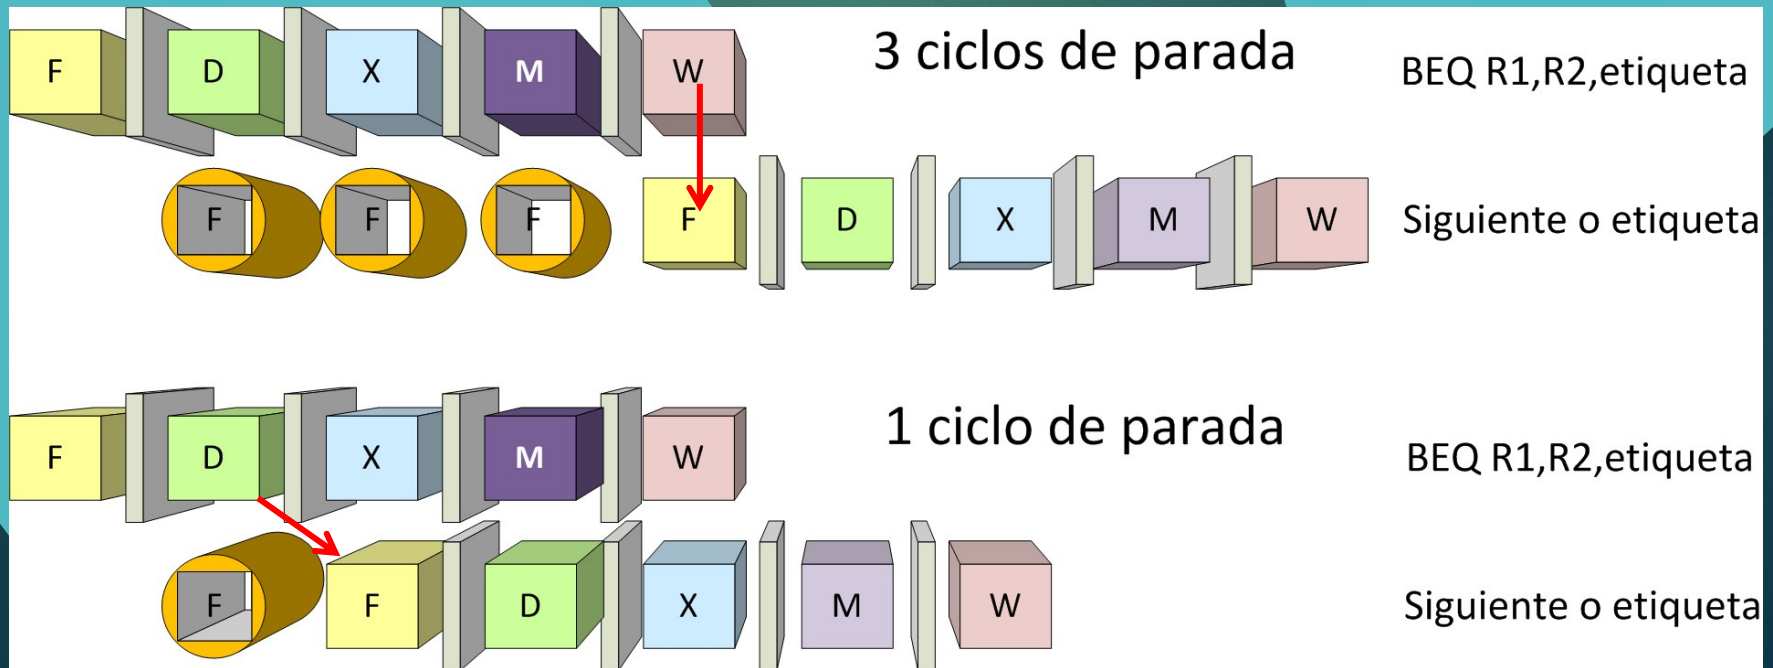 3 ciclos de parada
F D X M W BEQ R1,R2,etiqueta
F F F F D X M W Siguiente o etiqueta
1 ciclo de parada
F D X M W BEQ R1,R2,etiqueta
F F D X M W Siguiente o etiqueta